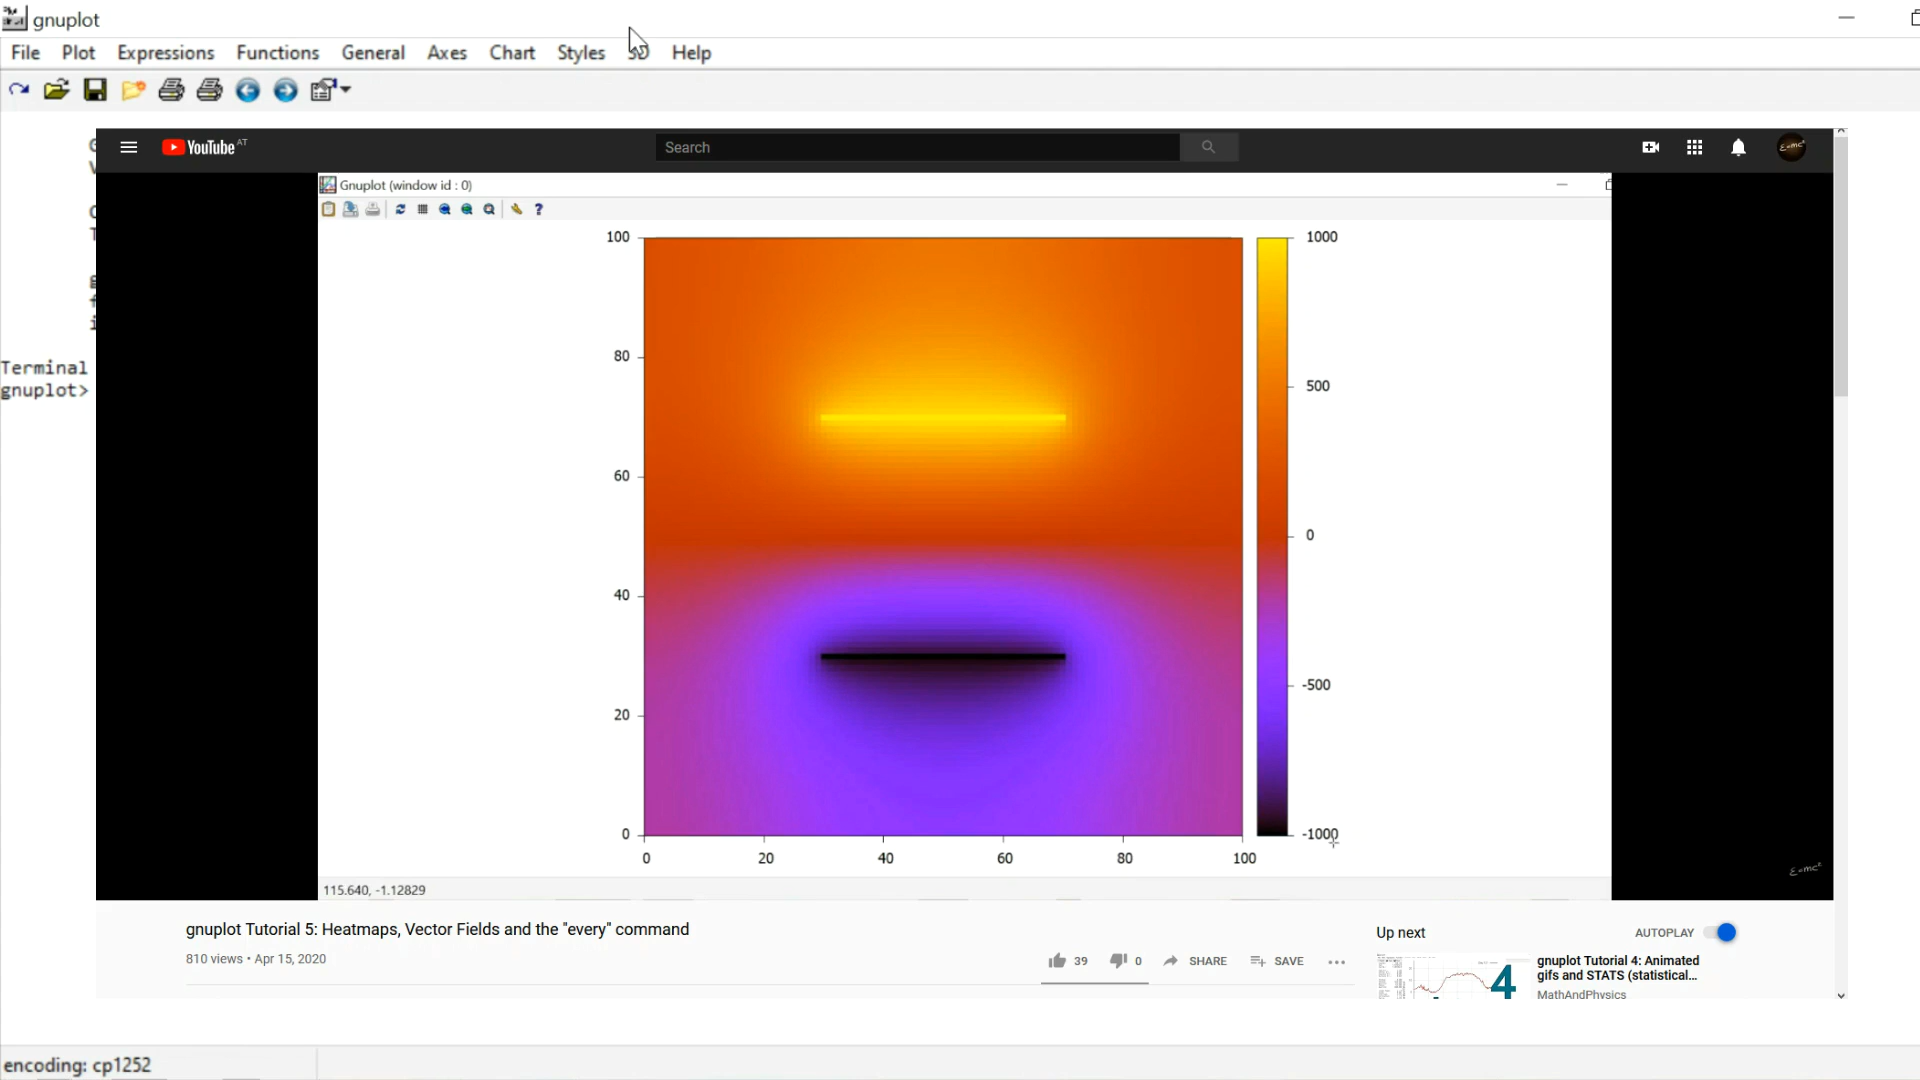 gnuplot
File Plot Expressions Functions General Axes Chart Styles 3D Help
YouTube AT
Search
Gnuplot (window id : 0)
100
80
60
40
20
0
0 20 40 60 80 100
1000
500
0
-500
-1000
115.640, -1.12829
E=mc²
Terminal
gnuplot>
gnuplot Tutorial 5: Heatmaps, Vector Fields and the "every" command
810 views • Apr 15, 2020
39 0 SHARE SAVE
Up next
AUTOPLAY
4
gnuplot Tutorial 4: Animated
gifs and STATS (statistical...
MathAndPhysics
encoding: cp1252